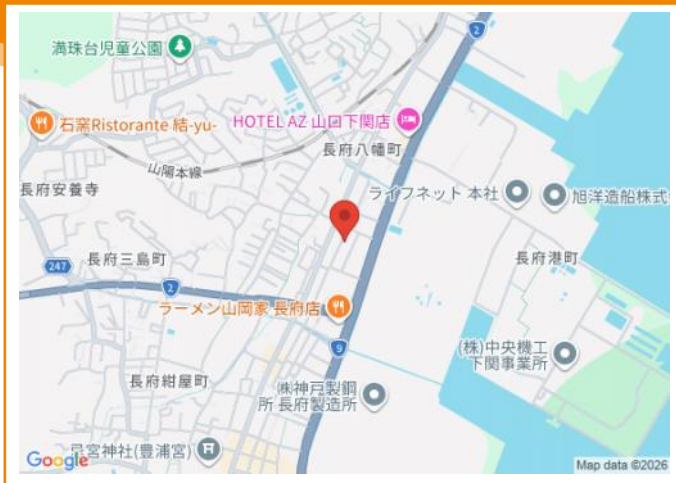 2
満珠台児童公園
石窯Ristorante 結-yu-
HOTEL AZ 山口下関店
長府八幡町
山陽本線
長府安養寺
ライフネット 本社
旭洋造船株式
長府三島町
長府港町
247
2
ラーメン山岡家 長府店
9
(株)中央機工
下関事業所
長府紺屋町
㈱神戸製鋼
所 長府製造所
忌宮神社(豊浦宮)
Google
Map data ©2026